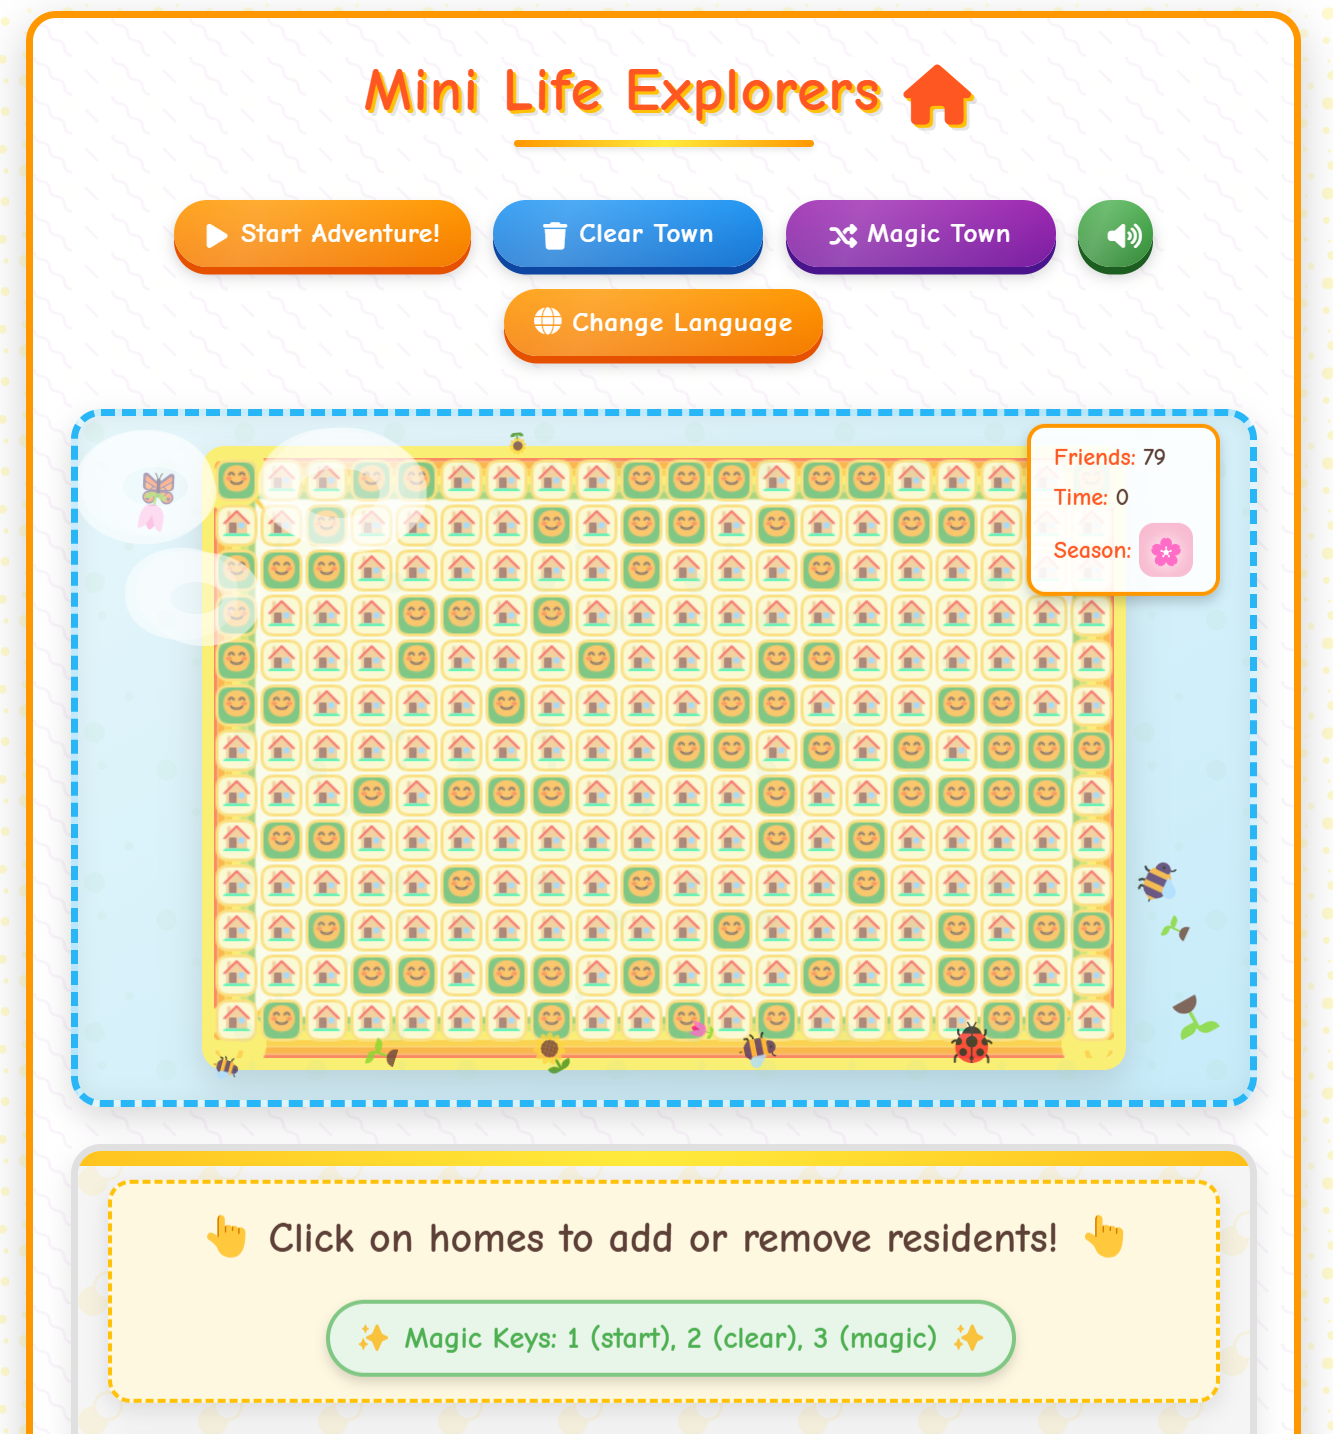 Mini Life Explorers
Start Adventure!
Clear Town
Magic Town
Change Language
Friends: 79
Time: 0
Season:
Click on homes to add or remove residents!
Magic Keys: 1 (start), 2 (clear), 3 (magic)